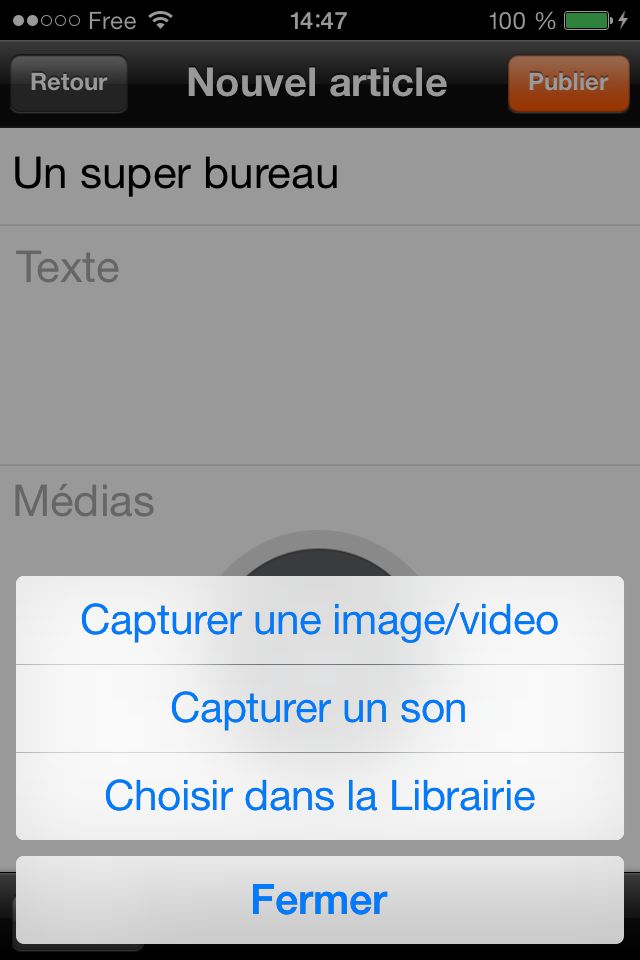 Free 14:47 100 %
Retour Nouvel article Publier
Un super bureau
Texte
Médias
Capturer une image/video
Capturer un son
Choisir dans la Librairie
Fermer